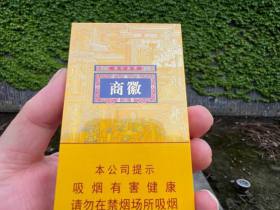 徽商
本公司提示
吸烟有害健康
请勿在禁烟场所吸烟